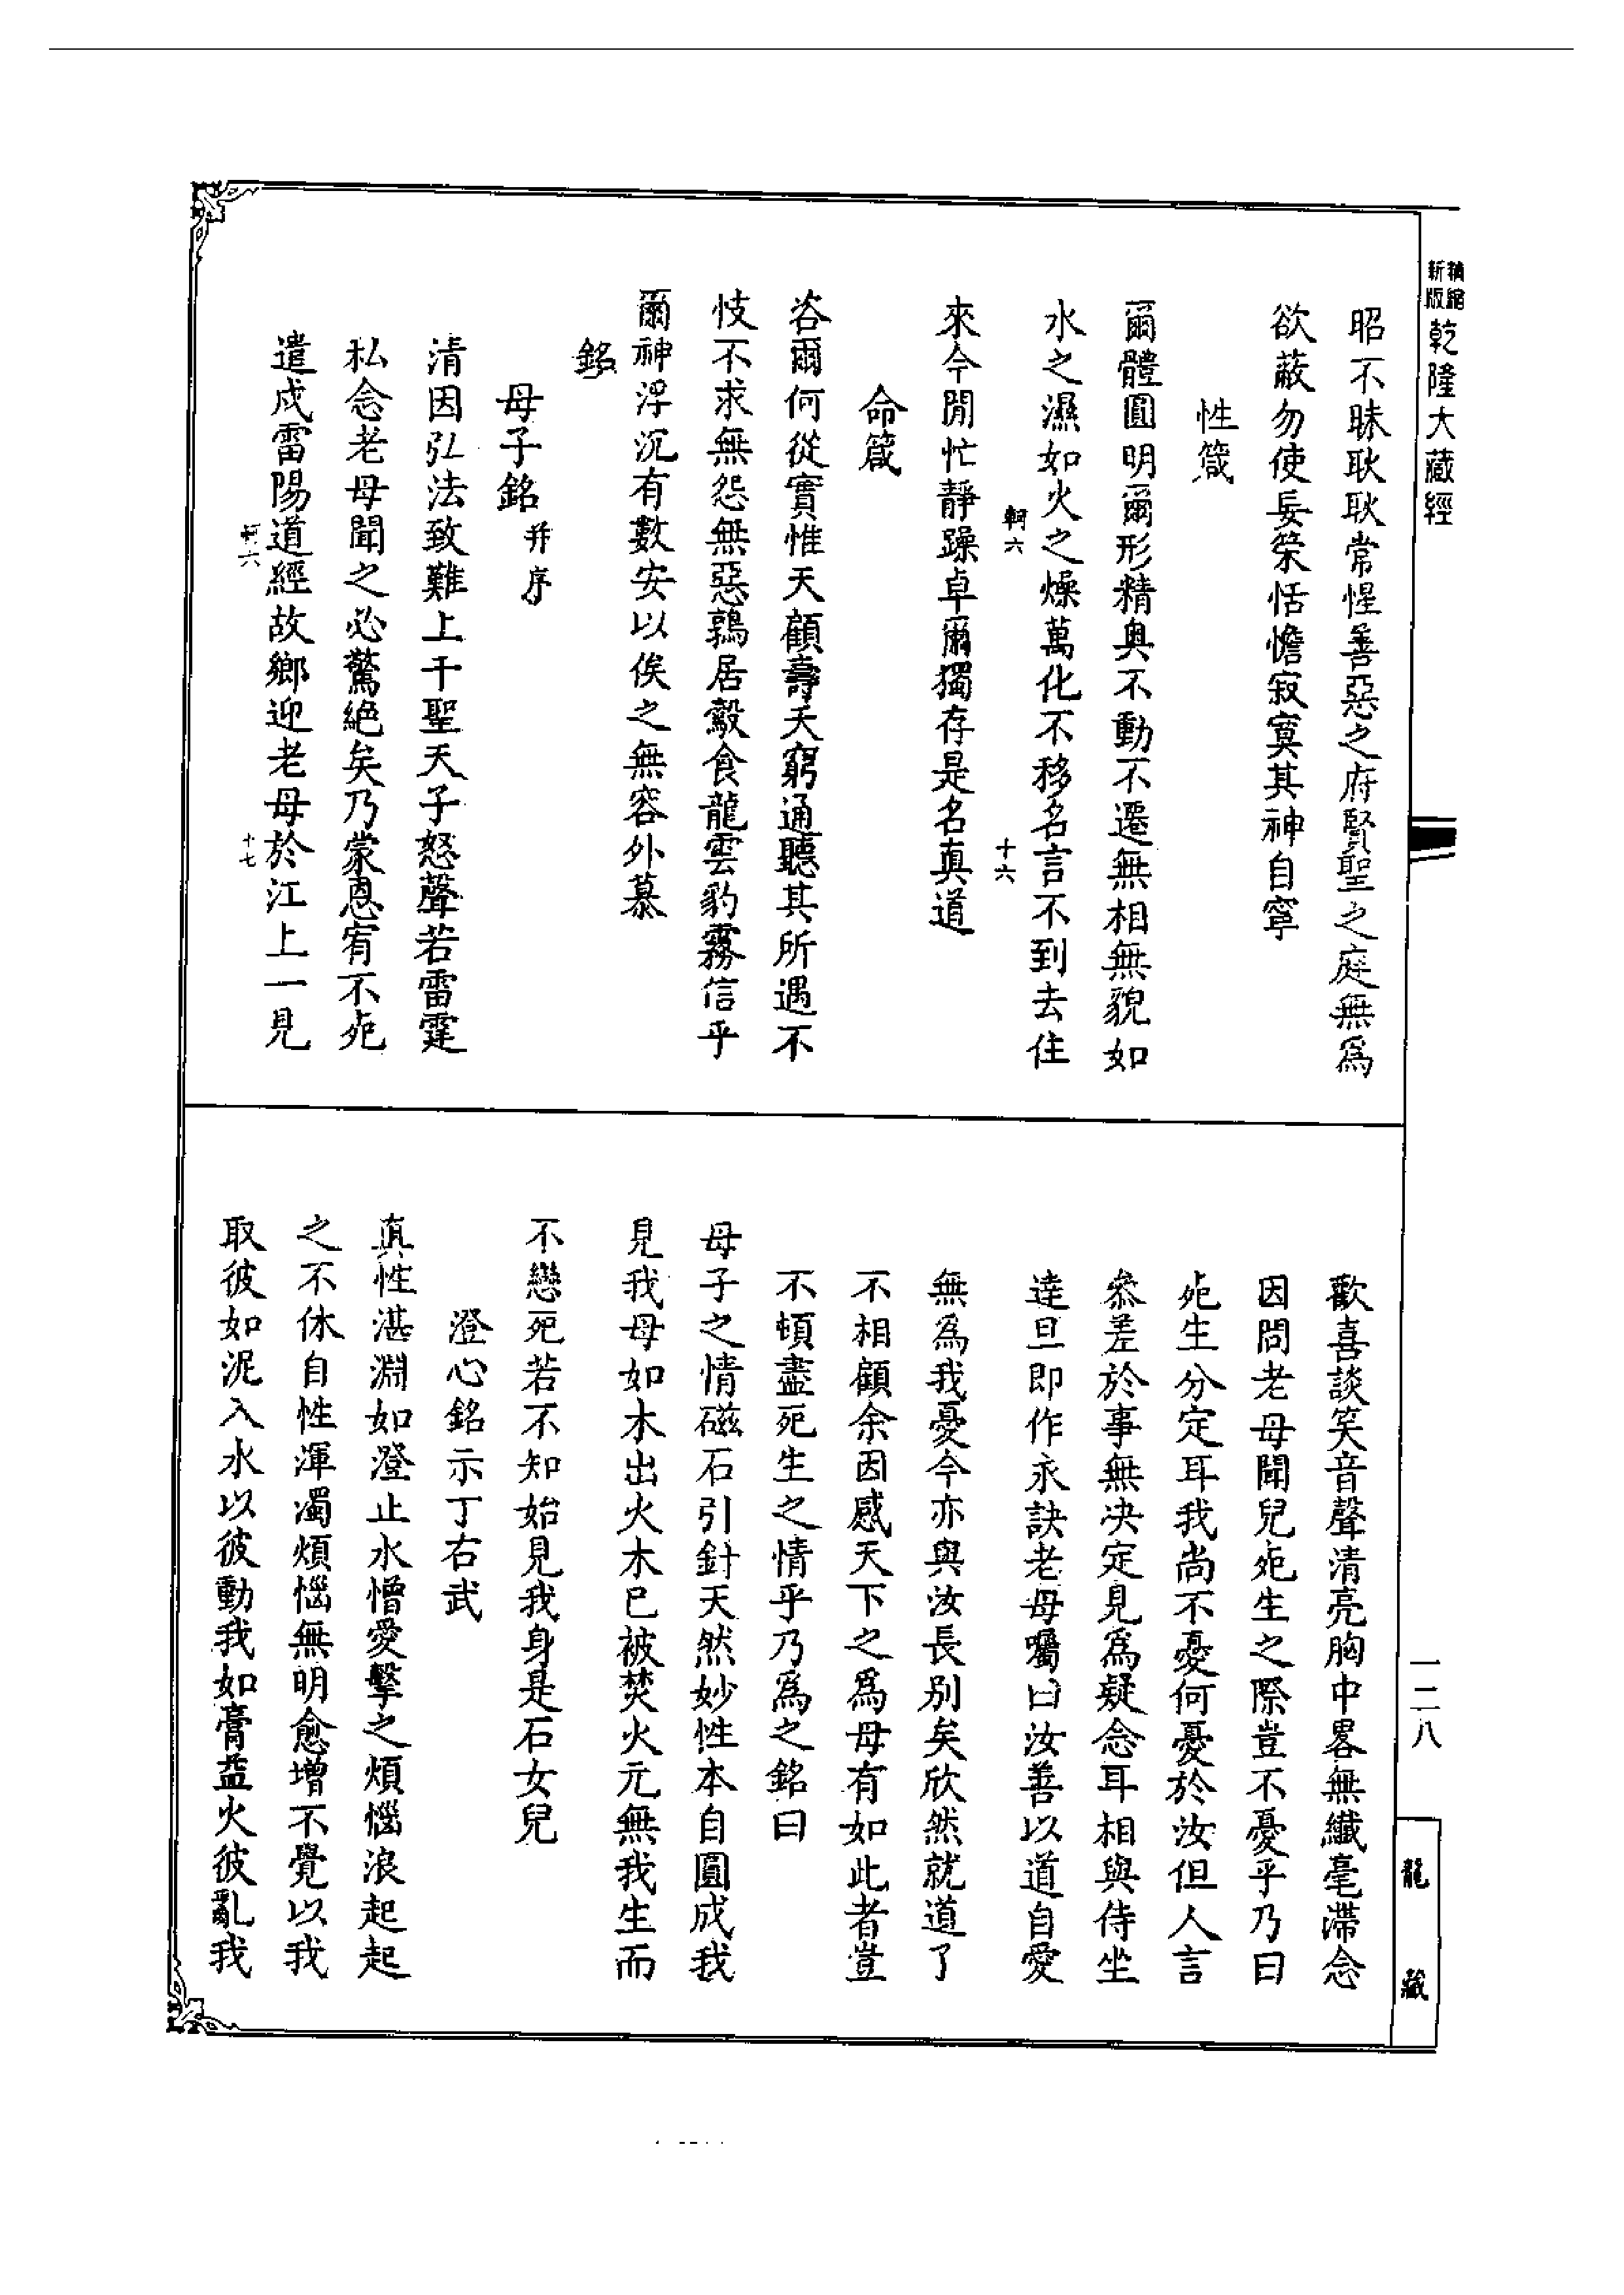 精縮新版乾隆大藏經
昭不昧耿耿常惺善惡之府賢聖之庭無爲
欲蔽勿使妄榮恬憺寂寞其神自寧
性箴
爾體圓明爾形精奧不動不遷無相無貌如
水之濕如火之燥萬化不移名言不到去住
軻六
十六
來今閒忙靜躁卓爾獨存是名真道
命箴
咨爾何從實惟天顧壽夭窮通聽其所遇不
忮不求無怨無惡鶉居鷇食龍雲豹霧信乎
爾神浮沉有數安以俟之無容外慕
銘
母子銘并序
清因弘法致難上干聖天子怒聲若雷霆
私念老母聞之必驚絕矣乃蒙恩宥不死
遣戍雷陽道經故鄉迎老母於江上一見
軻六
十七
歡喜談笑音聲清亮胸中畧無纖毫滯念
因問老母聞兒死生之際豈不憂乎乃曰
死生分定耳我尚不憂何憂於汝但人言
叅差於事無决定見爲疑念耳相與侍坐
達旦即作永訣老母囑曰汝善以道自愛
無爲我憂今亦與汝長別矣欣然就道了
不相顧余因感天下之爲母有如此者豈
不頓盡死生之情乎乃爲之銘曰
母子之情磁石引針天然妙性本自圓成我
見我母如木出火木已被焚火元無我生而
不戀死若不知始見我身是石女兒
澄心銘示丁右武
真性湛淵如澄止水憎愛擊之煩惱浪起起
之不休自性渾濁煩惱無明愈增不覺以我
取彼如泥入水以彼動我如膏益火彼亂我
一二八
龍藏